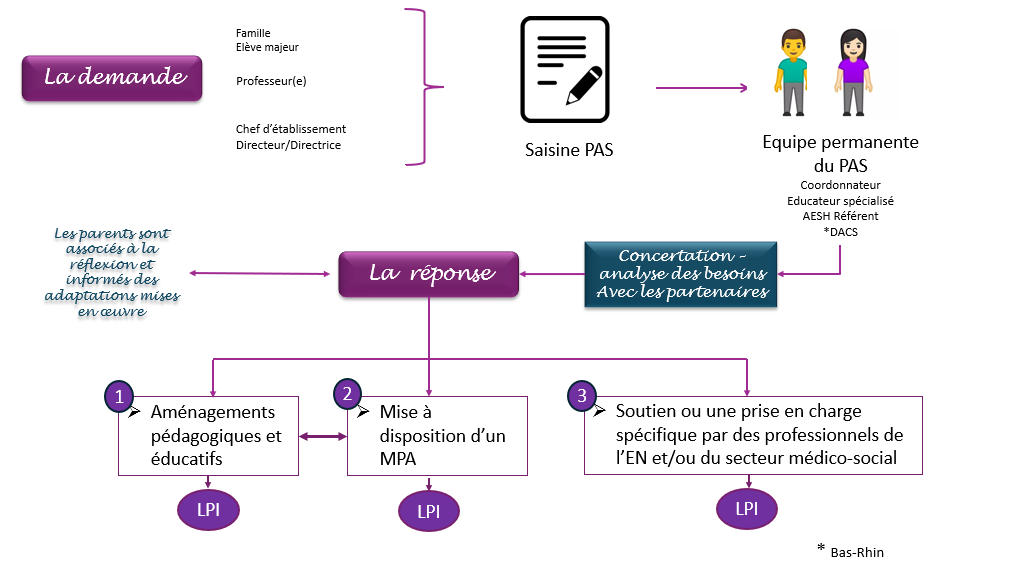 La demande
Famille
Elève majeur
Professeur(e)
Chef d’établissement
Directeur/Directrice
Saisine PAS
Equipe permanente
du PAS
Coordonnateur
Educateur spécialisé
AESH Référent
*DACS
Les parents sont
associés à la
réflexion et
informés des
adaptations mises
en œuvre
La réponse
Concertation –
analyse des besoins
Avec les partenaires
1
➢ Aménagements
pédagogiques et
éducatifs
2
➢ Mise à
disposition d’un
MPA
3
➢ Soutien ou une prise en charge
spécifique par des professionnels de
l’EN et/ou du secteur médico-social
LPI
LPI
LPI
* Bas-Rhin